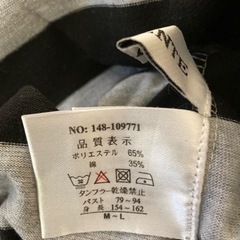 NO: 148-109771
品質表示
ポリエステル 65%
綿 35%
タンブラー乾燥禁止
バスト 79~94
身長 154~162
M~L